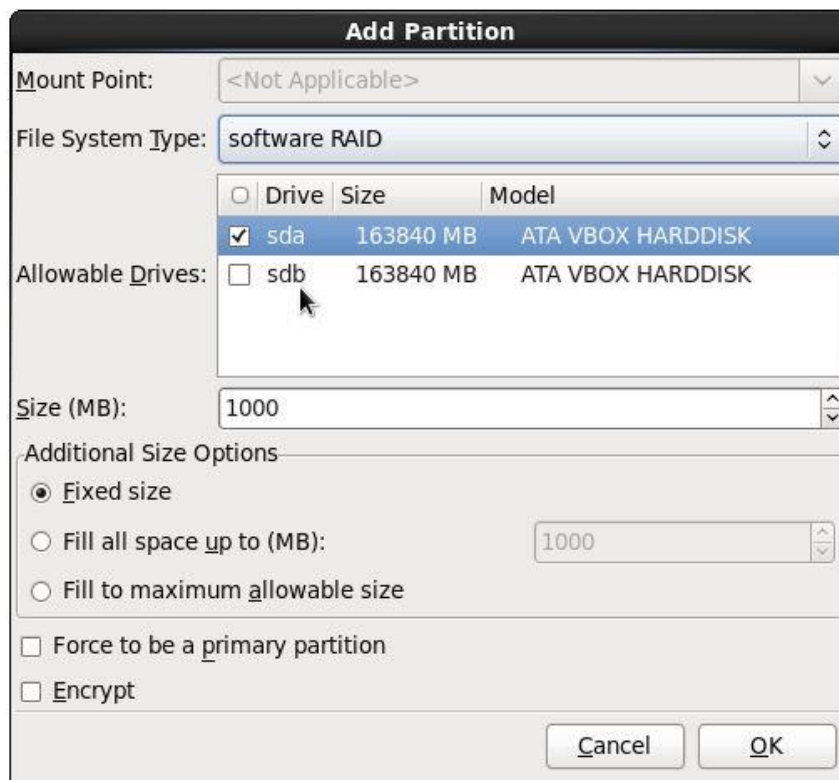 Add Partition
Mount Point: <Not Applicable>
File System Type: software RAID
Drive Size Model
sda 163840 MB ATA VBOX HARDDISK
Allowable Drives: sdb 163840 MB ATA VBOX HARDDISK
Size (MB): 1000
Additional Size Options
Fixed size
Fill all space up to (MB): 1000
Fill to maximum allowable size
Force to be a primary partition
Encrypt
Cancel OK